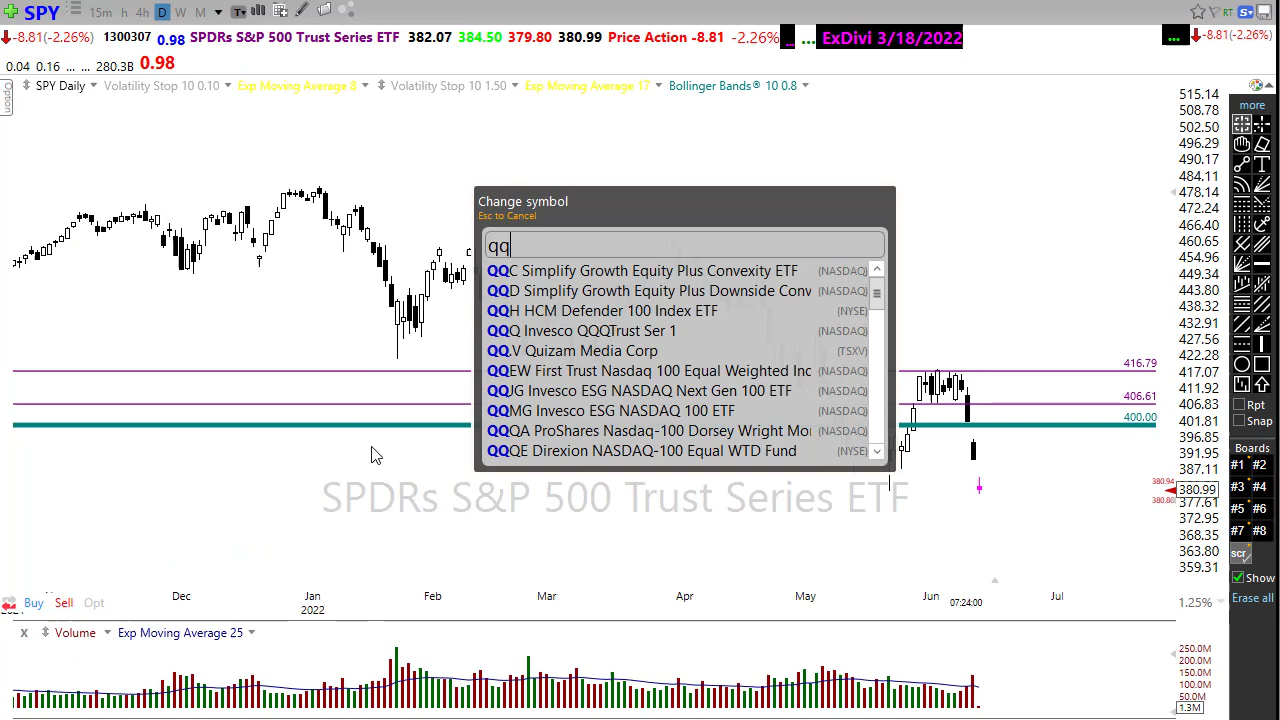 SPY 15m h 4h D W M T RT S
-8.81(-2.26%) 1300307 0.98 SPDRs S&P 500 Trust Series ETF 382.07 384.50 379.80 380.99 Price Action -8.81 -2.26% ... ... ExDivi 3/18/2022 ... -8.81(-2.26%)
0.04 0.16 ... ... 280.3B 0.98
Option
SPY Daily Volatility Stop 10 0.10 Exp Moving Average 8 Volatility Stop 10 1.50 Exp Moving Average 17 Bollinger Bands® 10 0.8
515.14
508.78
502.50
496.29
490.17
484.11
478.14
472.24
466.40
460.65
454.96
449.34
443.80
438.32
432.91
427.56
422.28
417.07
411.92
406.83
401.81
396.85
391.95
387.11
380.99
377.61
372.95
368.35
363.80
359.31
416.79
406.61
400.00
380.94
380.80
Change symbol
Esc to Cancel
qq
QQC Simplify Growth Equity Plus Convexity ETF (NASDAQ)
QQD Simplify Growth Equity Plus Downside Conv (NASDAQ)
QQH HCM Defender 100 Index ETF (NYSE)
QQQ Invesco QQQTrust Ser 1 (NASDAQ)
QQ.V Quizam Media Corp (TSXV)
QQEW First Trust Nasdaq 100 Equal Weighted Inc (NASDAQ)
QQJG Invesco ESG NASDAQ Next Gen 100 ETF (NASDAQ)
QQMG Invesco ESG NASDAQ 100 ETF (NASDAQ)
QQQA ProShares Nasdaq-100 Dorsey Wright Mo (NASDAQ)
QQQE Direxion NASDAQ-100 Equal WTD Fund (NYSE)
SPDRs S&P 500 Trust Series ETF
more
Rpt
Snap
Boards
#1 #2
#3 #4
#5 #6
#7 #8
scr
Show
Erase all
Buy Sell Opt
Dec Jan Feb Mar Apr May Jun Jul
2022 07:24:00 1.25%
x Volume Exp Moving Average 25
250.0M
200.0M
150.0M
100.0M
50.0M
1.3M